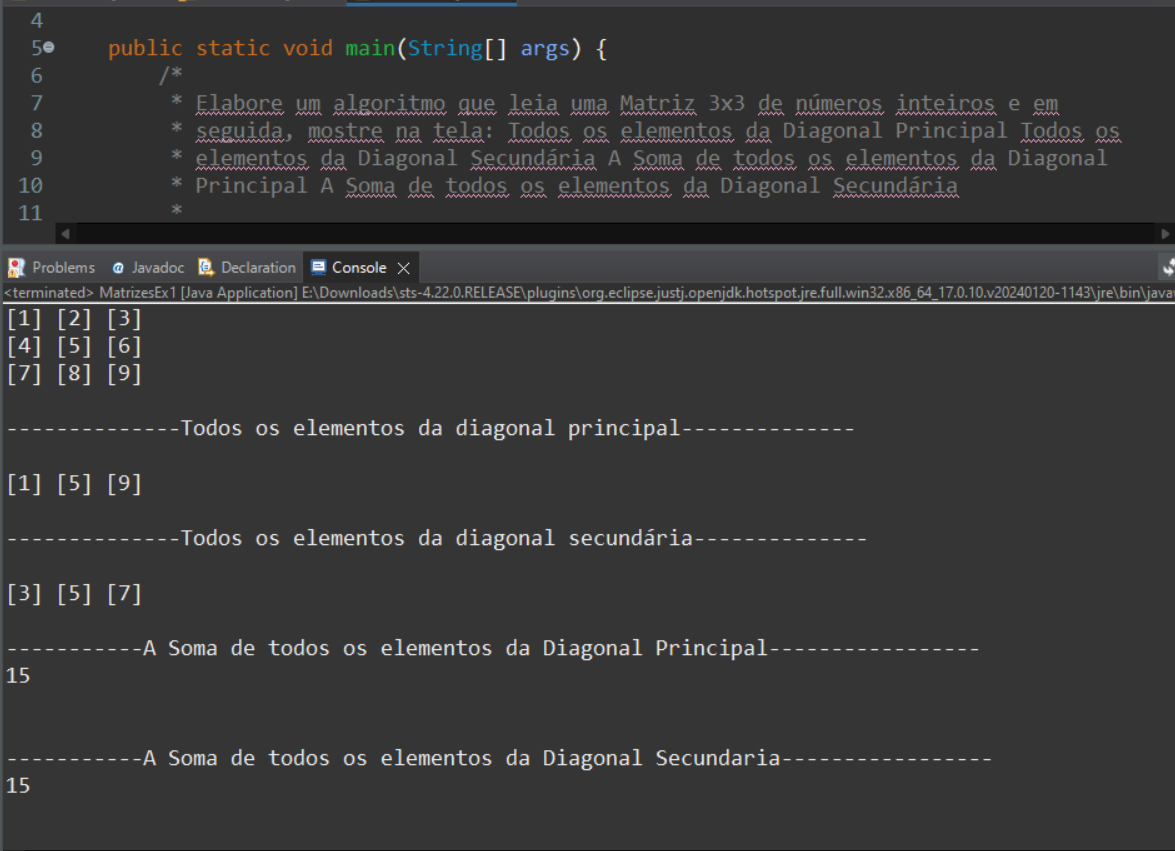 4
5 public static void main(String[] args) {
6 /*
7 * Elabore um algoritmo que leia uma Matriz 3x3 de números inteiros e em
8 * seguida, mostre na tela: Todos os elementos da Diagonal Principal Todos os
9 * elementos da Diagonal Secundária A Soma de todos os elementos da Diagonal
10 * Principal A Soma de todos os elementos da Diagonal Secundária
11 *
Problems @ Javadoc Declaration Console
<terminated> MatrizesEx1 [Java Application] E:\Downloads\sts-4.22.0.RELEASE\plugins\org.eclipse.justj.openjdk.hotspot.jre.full.win32.x86_64_17.0.10.v20240120-1143\jre\bin\java
[1] [2] [3]
[4] [5] [6]
[7] [8] [9]
--------------Todos os elementos da diagonal principal--------------
[1] [5] [9]
--------------Todos os elementos da diagonal secundária--------------
[3] [5] [7]
-----------A Soma de todos os elementos da Diagonal Principal-----------------
15
-----------A Soma de todos os elementos da Diagonal Secundaria-----------------
15